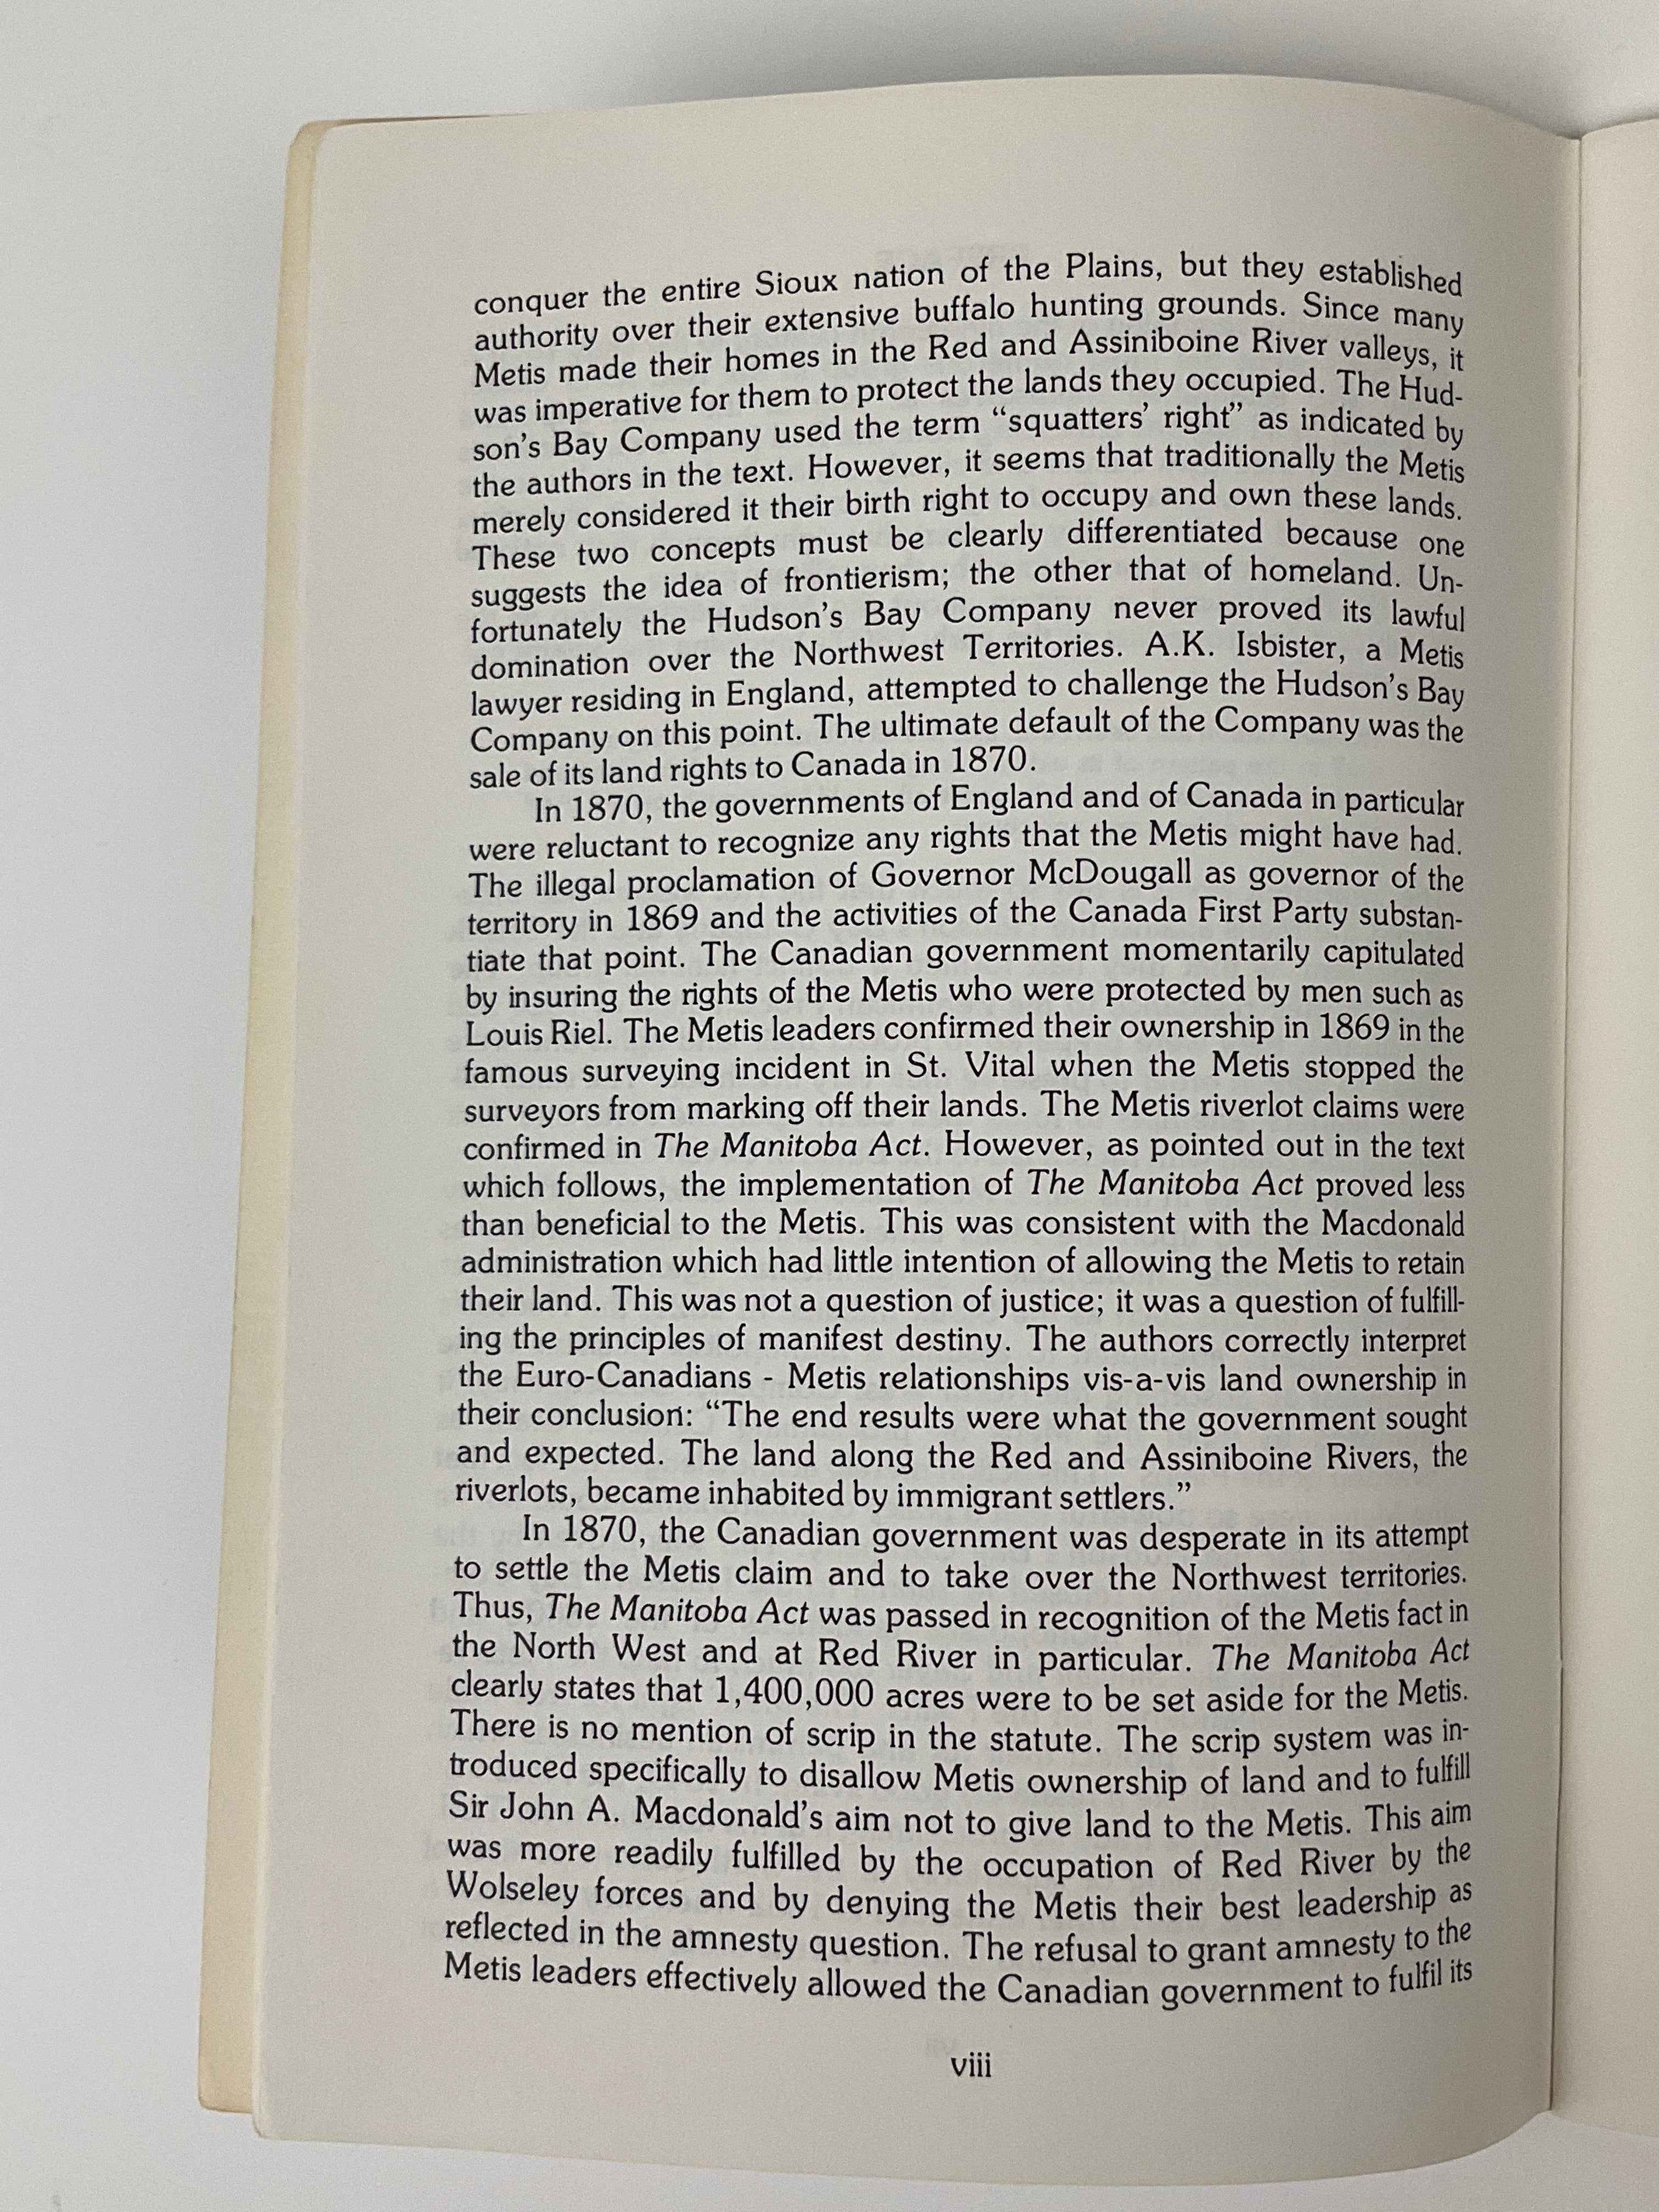 conquer the entire Sioux nation of the Plains, but they established
authority over their extensive buffalo hunting grounds. Since many
Metis made their homes in the Red and Assiniboine River valleys, it
was imperative for them to protect the lands they occupied. The Hud-
son's Bay Company used the term “squatters’ right” as indicated by
the authors in the text. However, it seems that traditionally the Metis
merely considered it their birth right to occupy and own these lands.
These two concepts must be clearly differentiated because one
suggests the idea of frontierism; the other that of homeland. Un-
fortunately the Hudson's Bay Company never proved its lawful
domination over the Northwest Territories. A.K. Isbister, a Metis
lawyer residing in England, attempted to challenge the Hudson's Bay
Company on this point. The ultimate default of the Company was the
sale of its land rights to Canada in 1870.
In 1870, the governments of England and of Canada in particular
were reluctant to recognize any rights that the Metis might have had.
The illegal proclamation of Governor McDougall as governor of the
territory in 1869 and the activities of the Canada First Party substan-
tiate that point. The Canadian government momentarily capitulated
by insuring the rights of the Metis who were protected by men such as
Louis Riel. The Metis leaders confirmed their ownership in 1869 in the
famous surveying incident in St. Vital when the Metis stopped the
surveyors from marking off their lands. The Metis riverlot claims were
confirmed in The Manitoba Act. However, as pointed out in the text
which follows, the implementation of The Manitoba Act proved less
than beneficial to the Metis. This was consistent with the Macdonald
administration which had little intention of allowing the Metis to retain
their land. This was not a question of justice; it was a question of fulfill-
ing the principles of manifest destiny. The authors correctly interpret
the Euro-Canadians - Metis relationships vis-a-vis land ownership in
their conclusion: “The end results were what the government sought
and expected. The land along the Red and Assiniboine Rivers, the
riverlots, became inhabited by immigrant settlers.”
In 1870, the Canadian government was desperate in its attempt
to settle the Metis claim and to take over the Northwest territories.
Thus, The Manitoba Act was passed in recognition of the Metis fact in
the North West and at Red River in particular. The Manitoba Act
clearly states that 1,400,000 acres were to be set aside for the Metis.
There is no mention of scrip in the statute. The scrip system was in-
troduced specifically to disallow Metis ownership of land and to fulfill
Sir John A. Macdonald's aim not to give land to the Metis. This aim
was more readily fulfilled by the occupation of Red River by the
Wolseley forces and by denying the Metis their best leadership as
reflected in the amnesty question. The refusal to grant amnesty to the
Metis leaders effectively allowed the Canadian government to fulfil its
viii